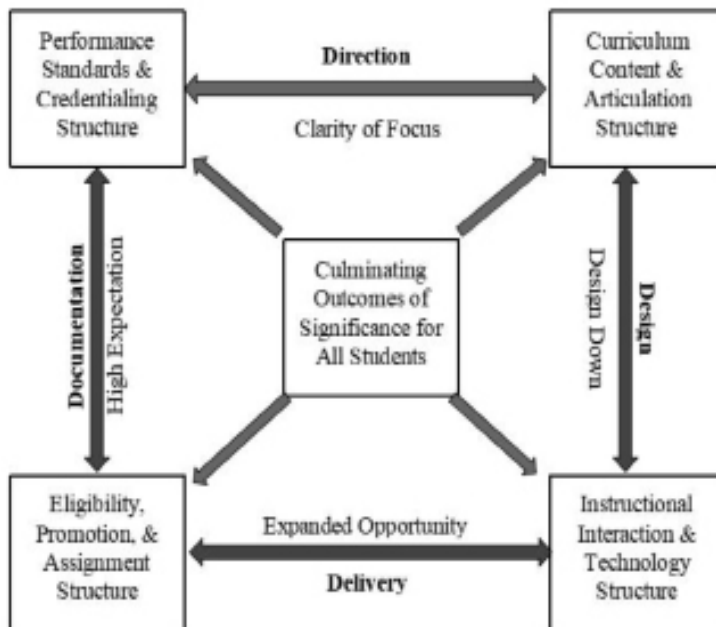 Performance
Standards &
Credentialing
Structure
Direction
Clarity of Focus
Curriculum
Content &
Articulation
Structure
Documentation
High Expectation
Culminating
Outcomes of
Significance for
All Students
Design
Design Down
Eligibility,
Promotion, &
Assignment
Structure
Expanded Opportunity
Delivery
Instructional
Interaction &
Technology
Structure